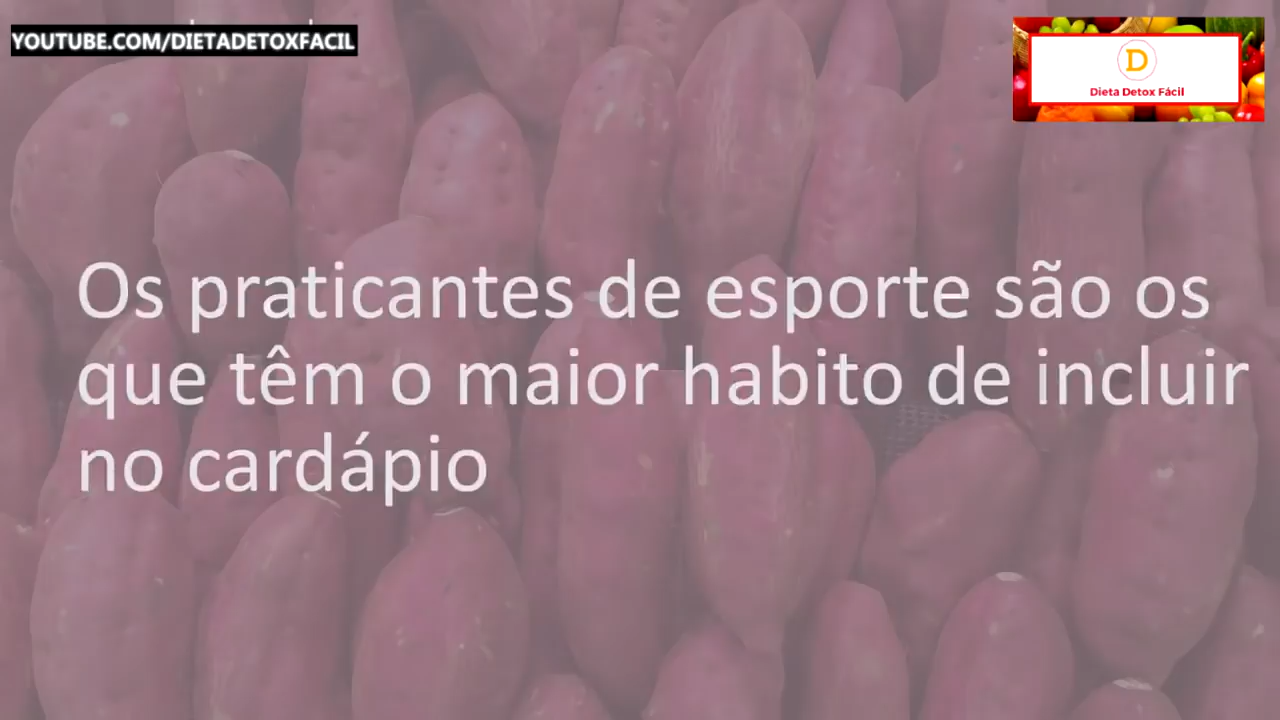 YOUTUBE.COM/DIETADETOXFACIL
D
Dieta Detox Fácil
Os praticantes de esporte são os
que têm o maior habito de incluir
no cardápio